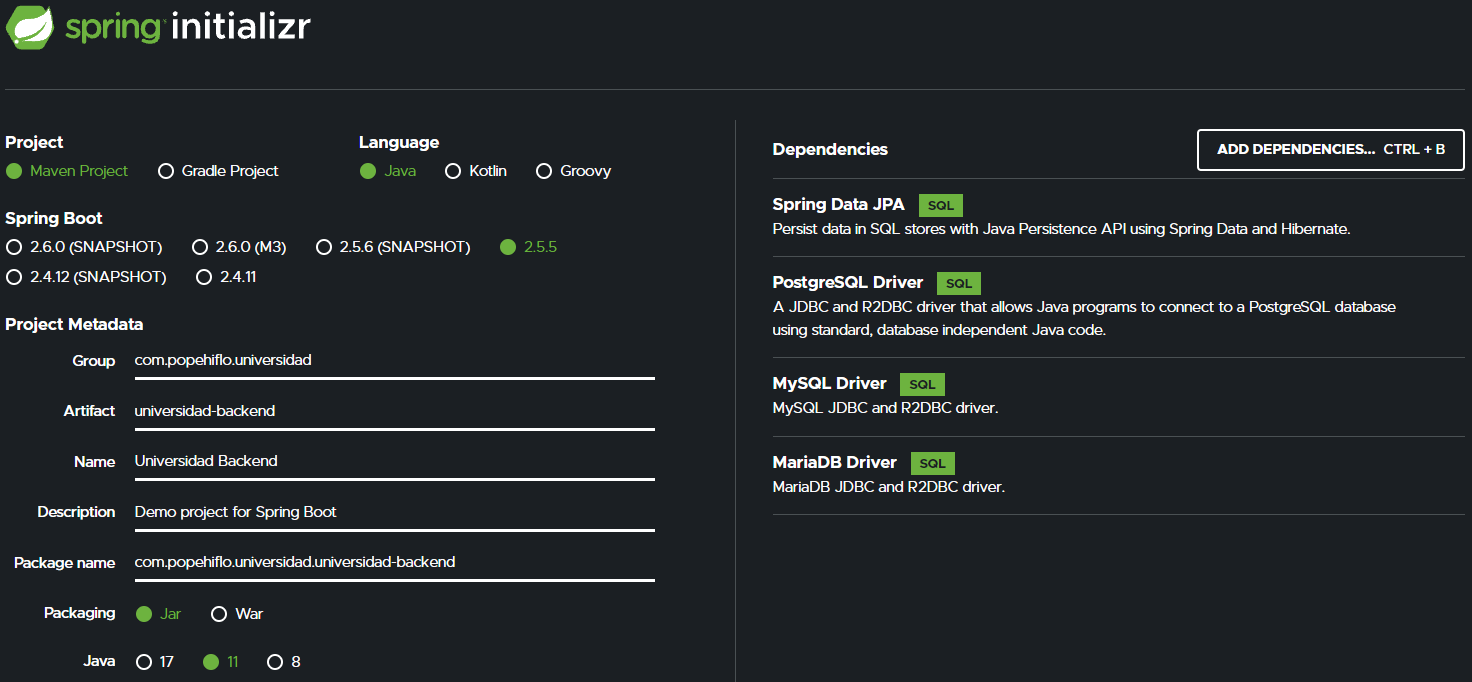 spring initializr
Project
Maven Project Gradle Project
Language
Java Kotlin Groovy
Spring Boot
2.6.0 (SNAPSHOT) 2.6.0 (M3) 2.5.6 (SNAPSHOT) 2.5.5
2.4.12 (SNAPSHOT) 2.4.11
Project Metadata
Group com.popehiflo.universidad
Artifact universidad-backend
Name Universidad Backend
Description Demo project for Spring Boot
Package name com.popehiflo.universidad.universidad-backend
Packaging Jar War
Java 17 11 8
Dependencies ADD DEPENDENCIES... CTRL + B
Spring Data JPA SQL
Persist data in SQL stores with Java Persistence API using Spring Data and Hibernate.
PostgreSQL Driver SQL
A JDBC and R2DBC driver that allows Java programs to connect to a PostgreSQL database
using standard, database independent Java code.
MySQL Driver SQL
MySQL JDBC and R2DBC driver.
MariaDB Driver SQL
MariaDB JDBC and R2DBC driver.